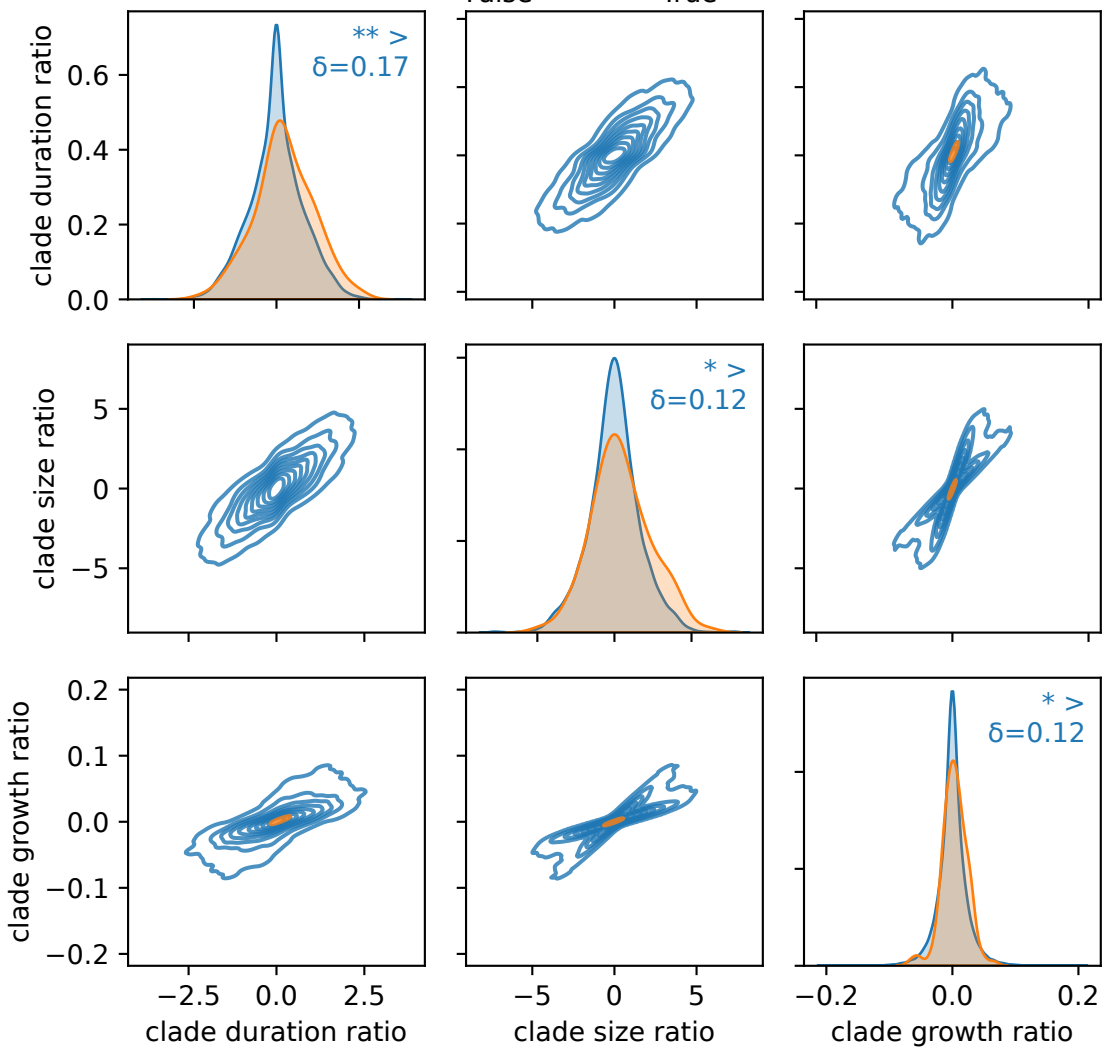 False True
clade duration ratio
0.6
0.4
0.2
0.0
** >
δ=0.17
clade size ratio
5
0
−5
* >
δ=0.12
clade growth ratio
0.2
0.1
0.0
−0.1
−0.2
* >
δ=0.12
−2.5 0.0 2.5
−5 0 5
−0.2 0.0 0.2
clade duration ratio
clade size ratio
clade growth ratio